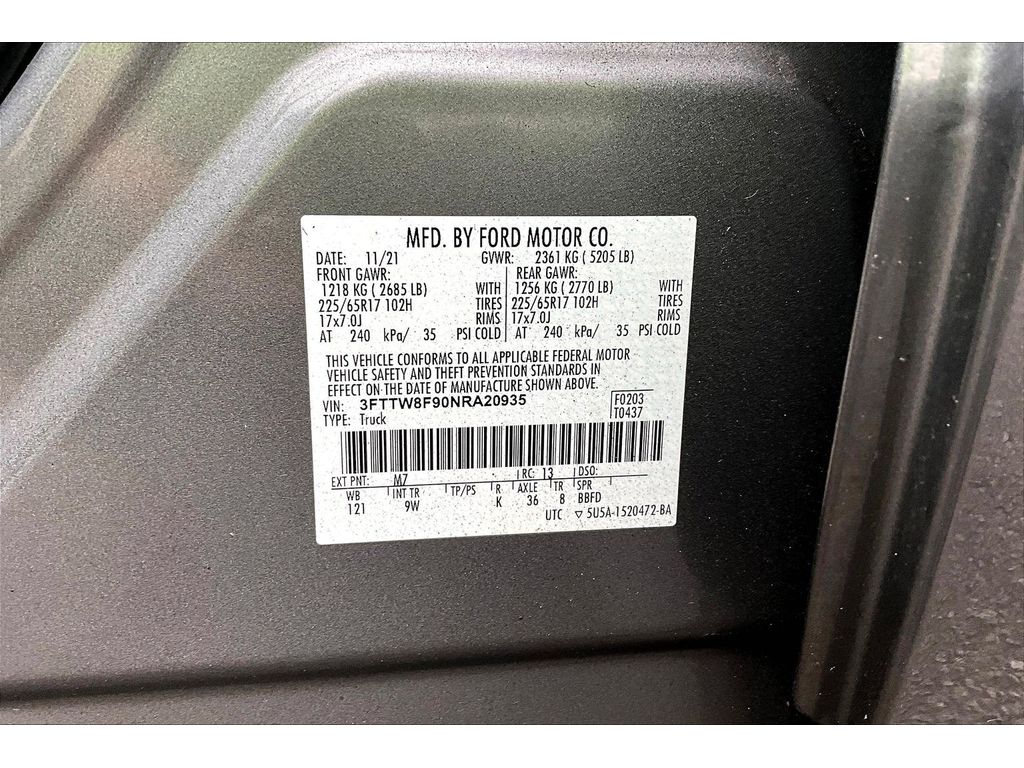 MFD. BY FORD MOTOR CO.
DATE: 11/21 GVWR: 2361 KG ( 5205 LB)
FRONT GAWR: REAR GAWR:
1218 KG ( 2685 LB) WITH 1256 KG ( 2770 LB) WITH
225/65R17 102H TIRES 225/65R17 102H TIRES
17x7.0J RIMS 17x7.0J RIMS
AT 240 kPa/ 35 PSI COLD AT 240 kPa/ 35 PSI COLD
THIS VEHICLE CONFORMS TO ALL APPLICABLE FEDERAL MOTOR
VEHICLE SAFETY AND THEFT PREVENTION STANDARDS IN
EFFECT ON THE DATE OF MANUFACTURE SHOWN ABOVE.
VIN: 3FTTW8F90NRA20935 F0203
TYPE: Truck T0437
EXT PNT: M7 RC: 13 DSO:
WB INT TR TP/PS R AXLE TR SPR
121 9W K 36 8 BBFD
UTC ▽ 5U5A-1520472-BA